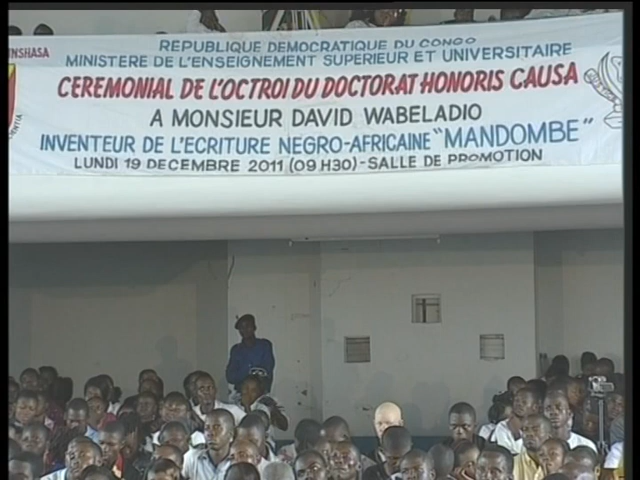 NSHASA
REPUBLIQUE DEMOCRATIQUE DU CONGO
MINISTERE DE L'ENSEIGNEMENT SUPERIEUR ET UNIVERSITAIRE
CEREMONIAL DE L'OCTROI DU DOCTORAT HONORIS CAUSA
A MONSIEUR DAVID WABELADIO
INVENTEUR DE L'ECRITURE NEGRO-AFRICAINE "MANDOMBE"
LUNDI 19 DECEMBRE 2011 (09 H30) - SALLE DE PROMOTION